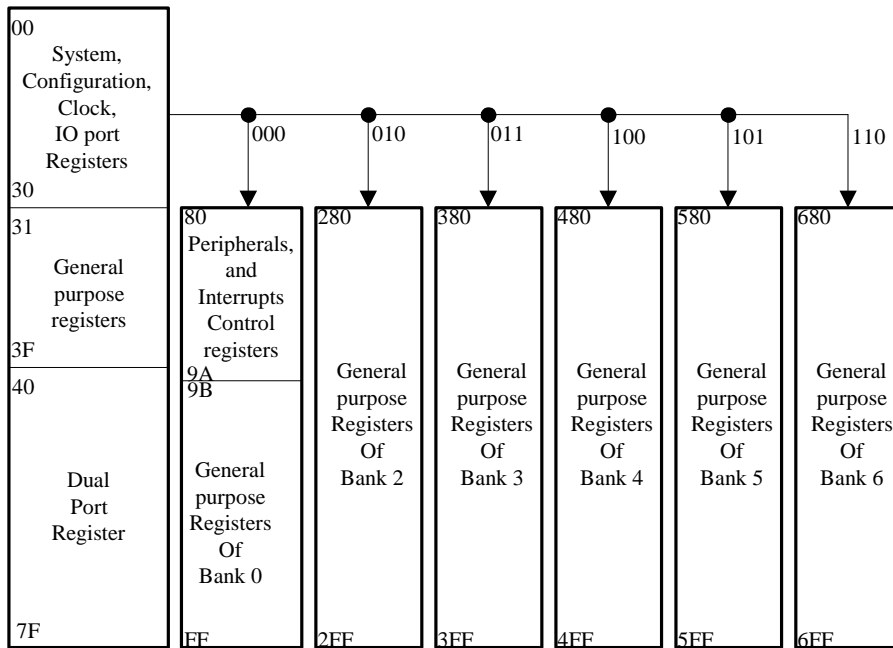 00
System,
Configuration,
Clock,
IO port
Registers
30
31
General
purpose
registers
3F
40
Dual
Port
Register
7F
000
010
011
100
101
110
80
Peripherals,
and
Interrupts
Control
registers
9A
9B
General
purpose
Registers
Of
Bank 0
FF
280
General
purpose
Registers
Of
Bank 2
2FF
380
General
purpose
Registers
Of
Bank 3
3FF
480
General
purpose
Registers
Of
Bank 4
4FF
580
General
purpose
Registers
Of
Bank 5
5FF
680
General
purpose
Registers
Of
Bank 6
6FF